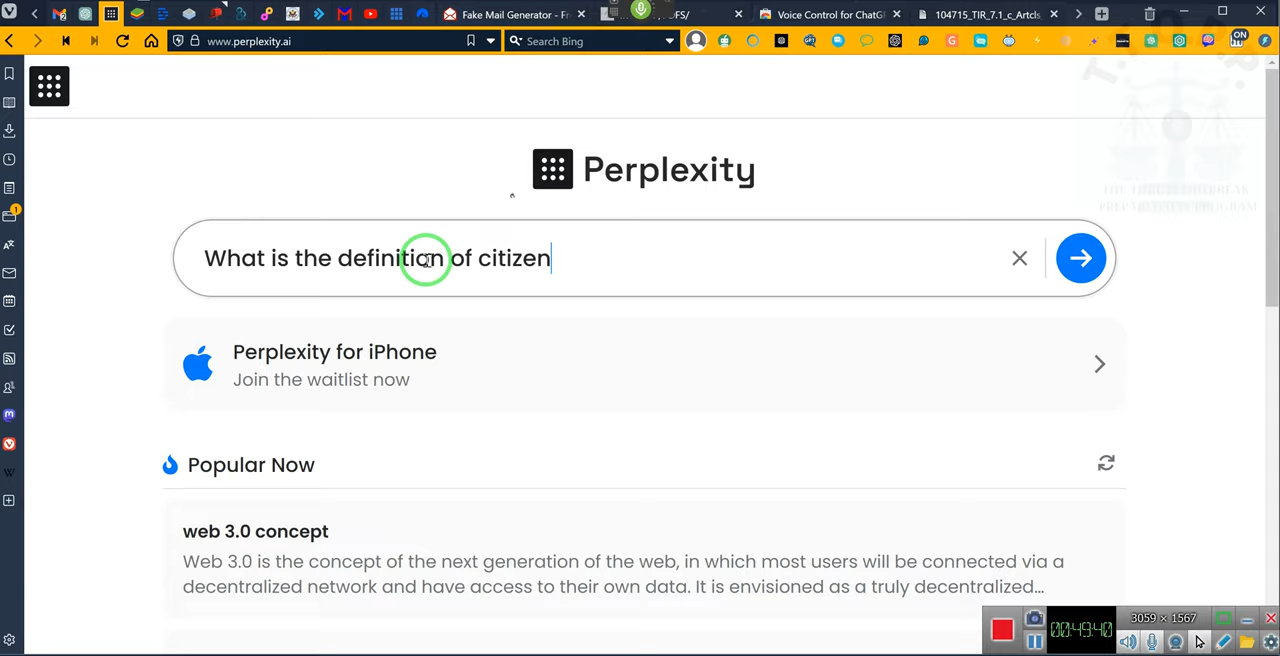 Fake Mail Generator - Fr
Voice Control for ChatG
104715_TIR_7.1_c_Artcls
www.perplexity.ai
Search Bing
ON
Perplexity
What is the definition of citizen
Perplexity for iPhone
Join the waitlist now
Popular Now
web 3.0 concept
Web 3.0 is the concept of the next generation of the web, in which most users will be connected via a
decentralized network and have access to their own data. It is envisioned as a truly decentralized...
3059 × 1567
00:45:40